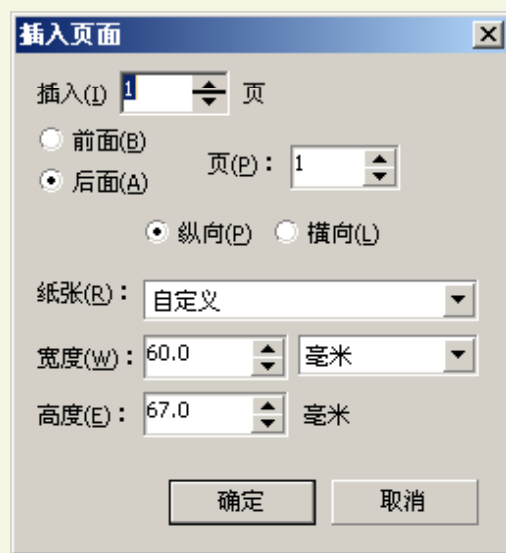 插入页面
插入(I) 1 页
前面(B)
后面(A)
页(P)： 1
纵向(P) 横向(L)
纸张(R)： 自定义
宽度(W)： 60.0 毫米
高度(E)： 67.0 毫米
确定 取消